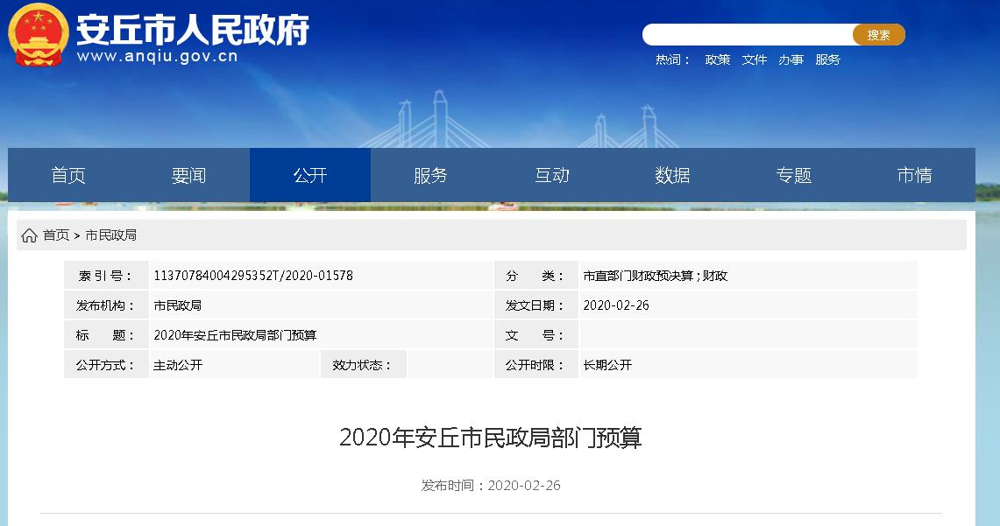 安丘市人民政府
www.anqiu.gov.cn
搜索
热词： 政策 文件 办事 服务
首页 要闻 公开 服务 互动 数据 专题 市情
首页 > 市民政局
索 引 号： 11370784004295352T/2020-01578 分 类： 市直部门财政预决算 ; 财政
发布机构： 市民政局 发文日期： 2020-02-26
标 题： 2020年安丘市民政局部门预算 文 号：
公开方式： 主动公开 效力状态： 公开时限： 长期公开
2020年安丘市民政局部门预算
发布时间：2020-02-26